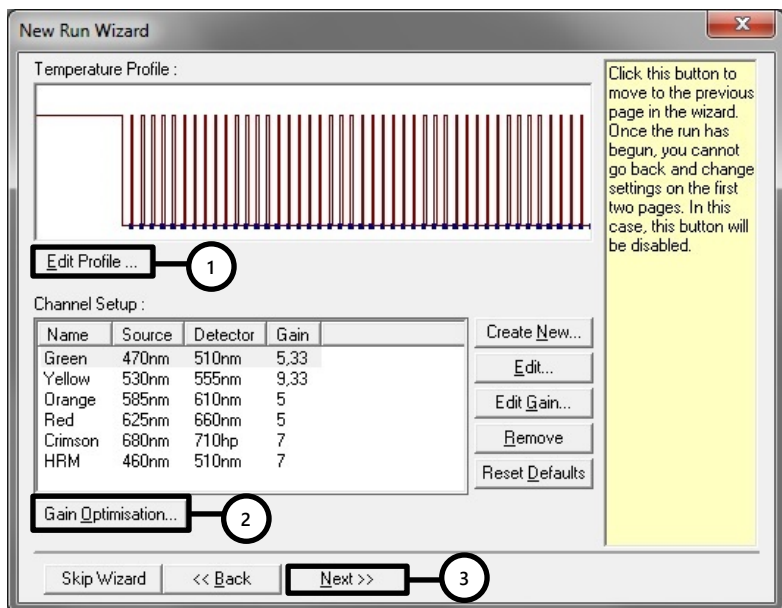 New Run Wizard
Temperature Profile :
Edit Profile ...
1
Channel Setup :
Name Source Detector Gain
Green 470nm 510nm 5,33
Yellow 530nm 555nm 9,33
Orange 585nm 610nm 5
Red 625nm 660nm 5
Crimson 680nm 710hp 7
HRM 460nm 510nm 7
Create New...
Edit...
Edit Gain...
Remove
Reset Defaults
Gain Optimisation...
2
Skip Wizard << Back Next >>
3
Click this button to
move to the previous
page in the wizard.
Once the run has
begun, you cannot
go back and change
settings on the first
two pages. In this
case, this button will
be disabled.